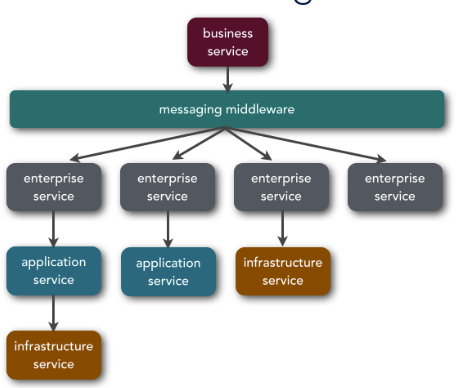 business
service
messaging middleware
enterprise
service
enterprise
service
enterprise
service
enterprise
service
application
service
application
service
infrastructure
service
infrastructure
service